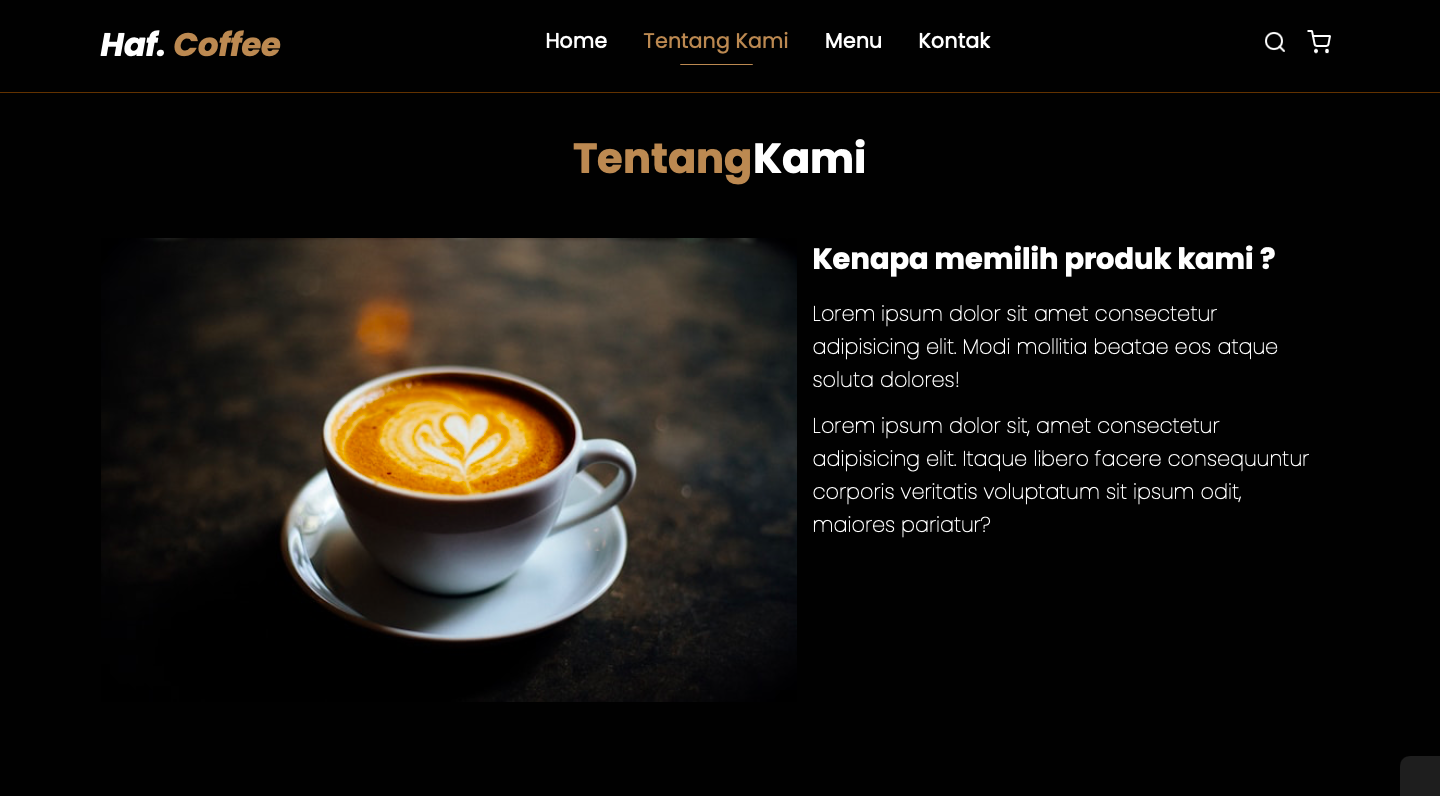 Haf. Coffee
Home Tentang Kami Menu Kontak
TentangKami
Kenapa memilih produk kami ?
Lorem ipsum dolor sit amet consectetur
adipisicing elit. Modi mollitia beatae eos atque
soluta dolores!
Lorem ipsum dolor sit, amet consectetur
adipisicing elit. Itaque libero facere consequuntur
corporis veritatis voluptatum sit ipsum odit,
maiores pariatur?